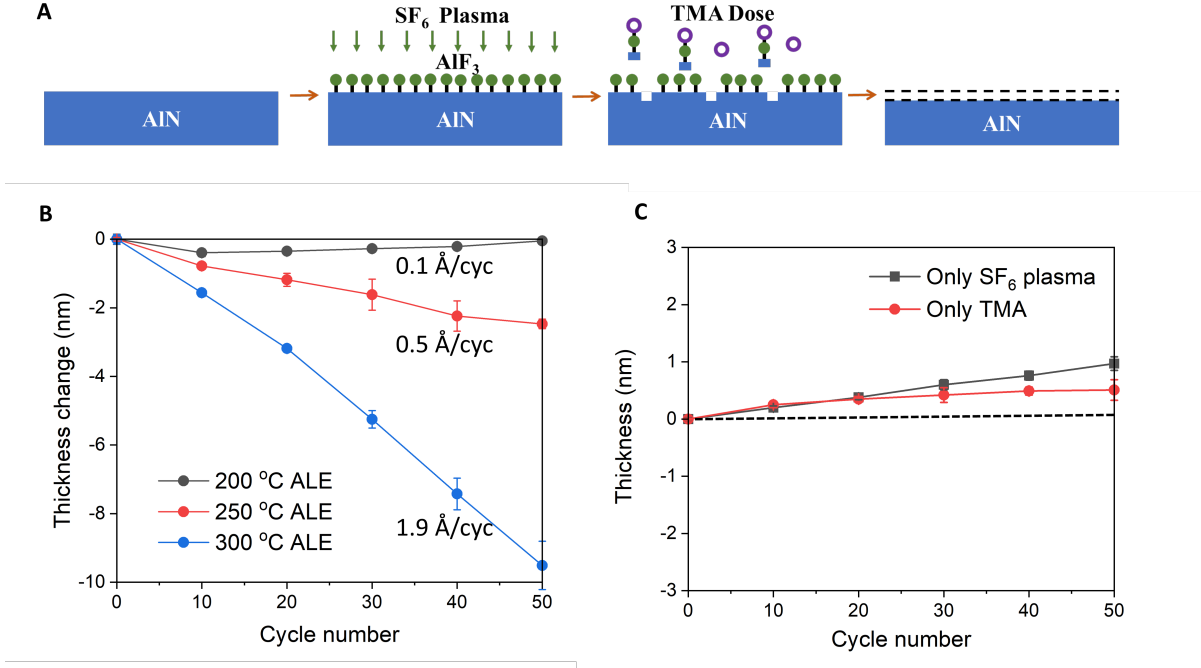 A
SF6 Plasma
TMA Dose
AlF3
AlN
AlN
AlN
AlN
B
0
-2
-4
-6
-8
-10
Thickness change (nm)
0.1 Å/cyc
0.5 Å/cyc
1.9 Å/cyc
200 °C ALE
250 °C ALE
300 °C ALE
0 10 20 30 40 50
Cycle number
C
3
2
1
0
-1
-2
-3
Thickness (nm)
Only SF6 plasma
Only TMA
0 10 20 30 40 50
Cycle number